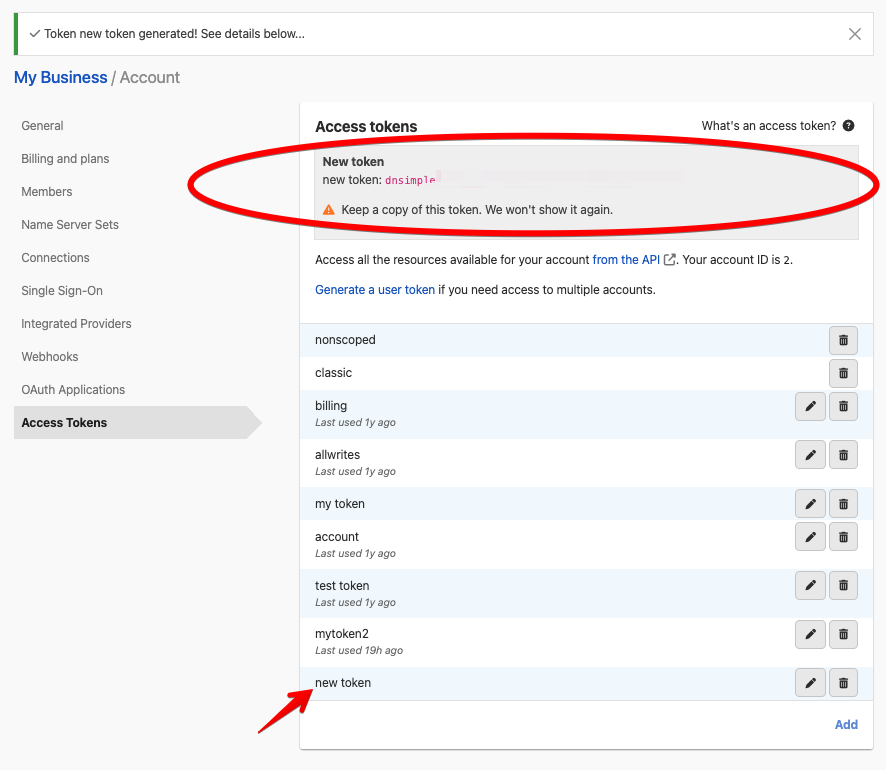 Token new token generated! See details below...
My Business / Account
General
Billing and plans
Members
Name Server Sets
Connections
Single Sign-On
Integrated Providers
Webhooks
OAuth Applications
Access Tokens
Access tokens
What's an access token?
New token
new token: dnsimple
Keep a copy of this token. We won't show it again.
Access all the resources available for your account from the API. Your account ID is 2.
Generate a user token if you need access to multiple accounts.
nonscoped
classic
billing
Last used 1y ago
allwrites
Last used 1y ago
my token
account
Last used 1y ago
test token
Last used 1y ago
mytoken2
Last used 19h ago
new token
Add